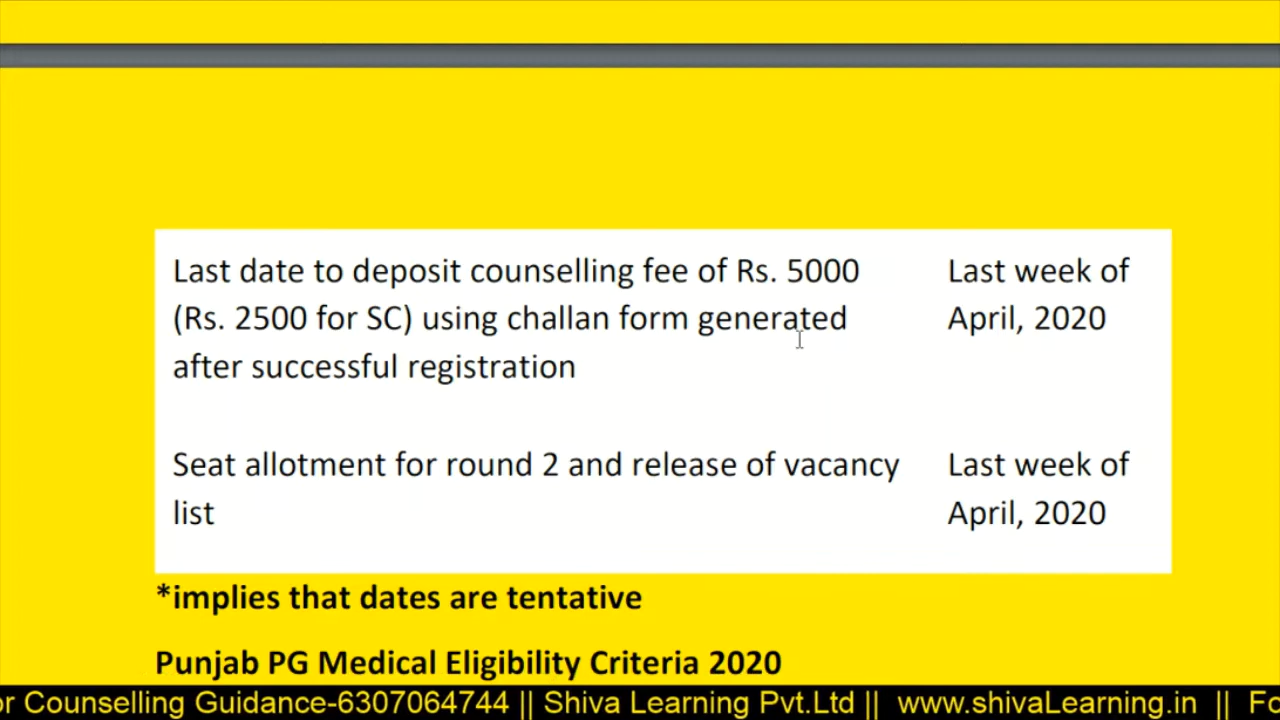 Last date to deposit counselling fee of Rs. 5000 Last week of
(Rs. 2500 for SC) using challan form generated April, 2020
after successful registration
Seat allotment for round 2 and release of vacancy Last week of
list April, 2020
*implies that dates are tentative
Punjab PG Medical Eligibility Criteria 2020
or Counselling Guidance-6307064744 || Shiva Learning Pvt.Ltd || www.shivaLearning.in || Fo